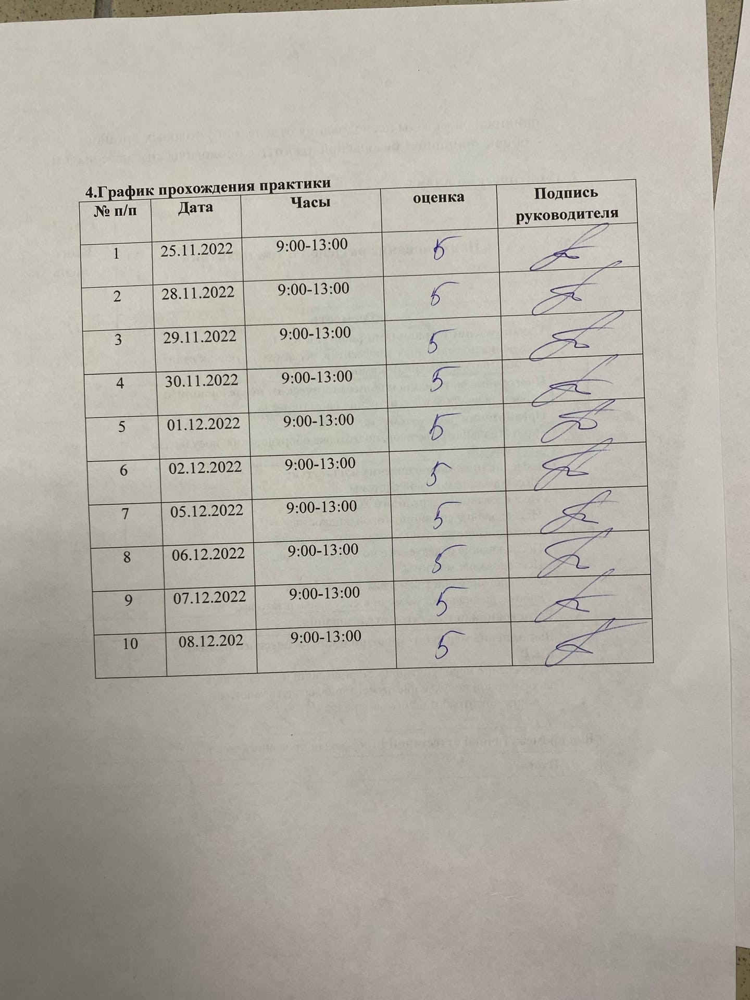 4.График прохождения практики
№ п/п Дата Часы оценка Подпись руководителя
1 25.11.2022 9:00-13:00 5
2 28.11.2022 9:00-13:00 5
3 29.11.2022 9:00-13:00 5
4 30.11.2022 9:00-13:00 5
5 01.12.2022 9:00-13:00 5
6 02.12.2022 9:00-13:00 5
7 05.12.2022 9:00-13:00 5
8 06.12.2022 9:00-13:00 5
9 07.12.2022 9:00-13:00 5
10 08.12.202 9:00-13:00 5